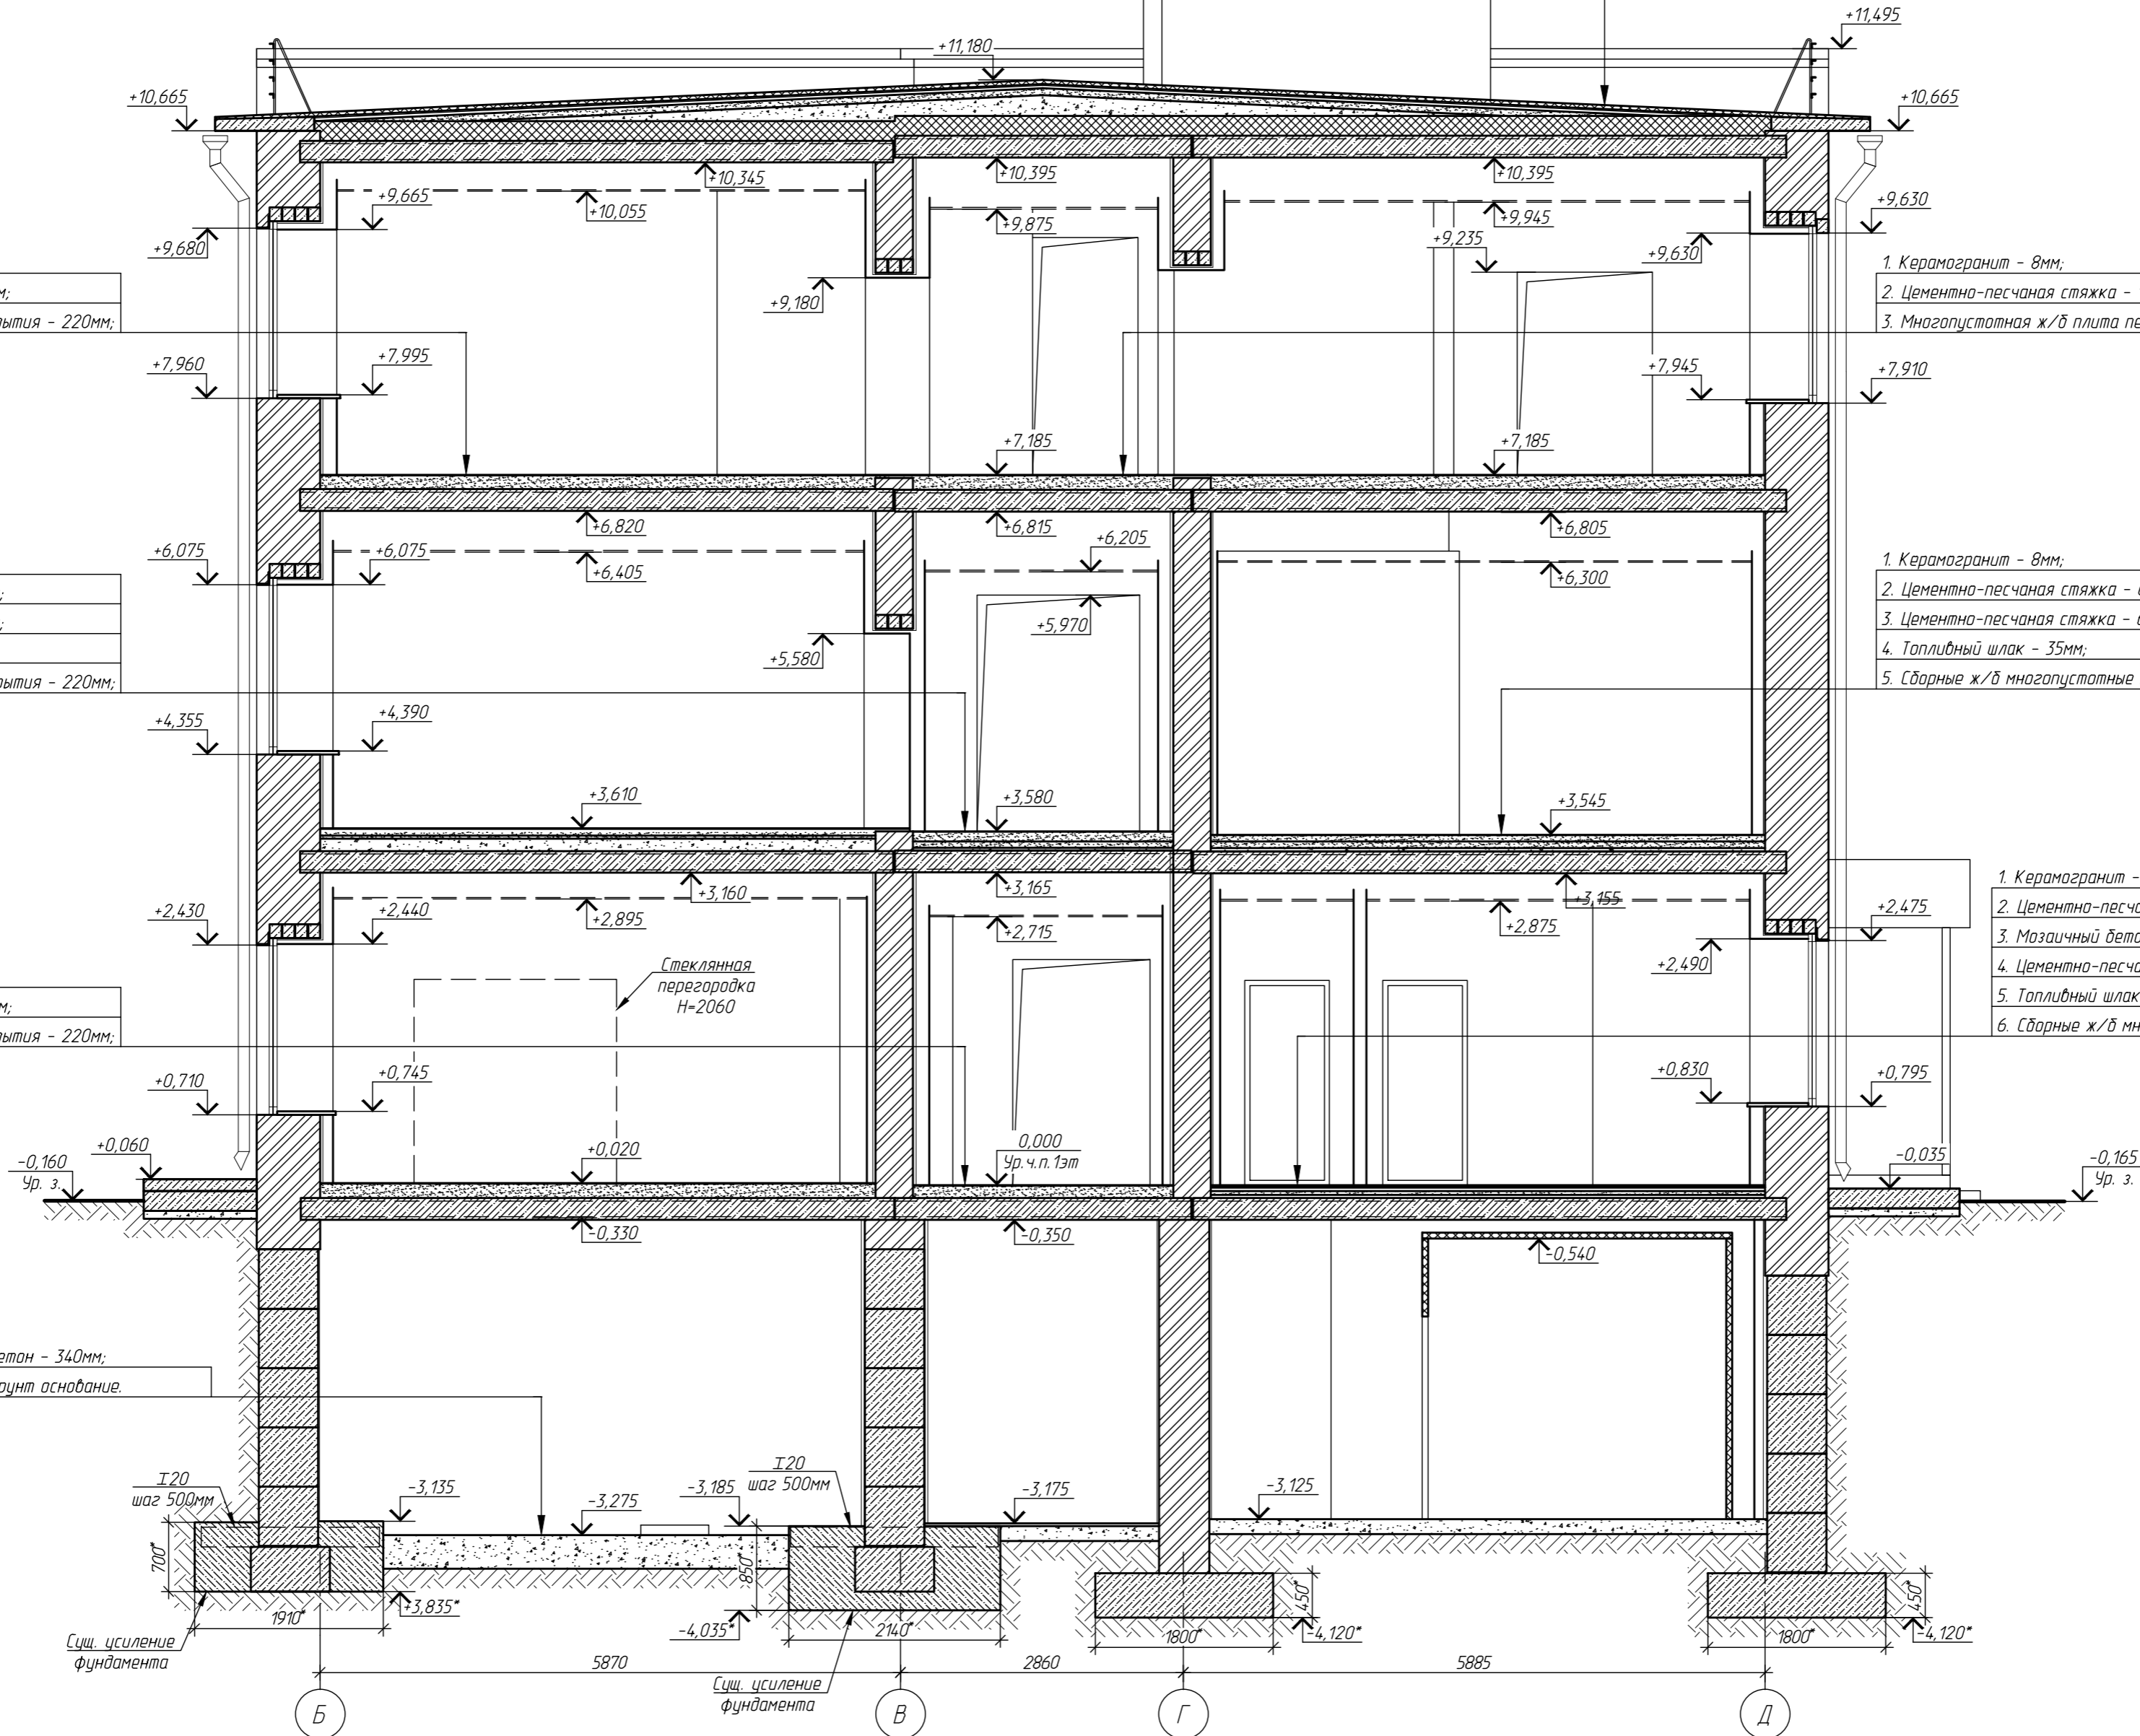 +11,495
+11,180
+10,665
+10,665
+10,345
+10,395
+10,395
+9,665
+10,055
+9,875
+9,945
+9,630
+9,680
+9,235
+9,630
+9,180
1. Керамогранит - 8мм;
2. Цементно-песчаная стяжка -
3. Многопустотная ж/б плита пе
м;
ытия - 220мм;
+7,960
+7,995
+7,945
+7,910
+7,185
+7,185
+6,820
+6,815
+6,805
+6,075
+6,075
+6,405
+6,205
+6,300
1. Керамогранит - 8мм;
2. Цементно-песчаная стяжка -
3. Цементно-песчаная стяжка -
4. Топливный шлак - 35мм;
5. Сборные ж/б многопустотные
;
;
ытия - 220мм;
+5,970
+5,580
+4,355
+4,390
+3,610
+3,580
+3,545
+3,160
+3,165
+3,155
+2,430
+2,440
+2,895
+2,715
+2,875
+2,475
+2,490
1. Керамогранит -
2. Цементно-песча
3. Мозаичный бето
4. Цементно-песча
5. Топливный шлак
6. Сборные ж/б мн
Стеклянная
перегородка
Н=2060
м;
ытия - 220мм;
+0,710
+0,745
+0,830
+0,795
+0,060
-0,160
Ур. з.
+0,020
0,000
Ур.ч.п.1эт
-0,035
-0,165
Ур. з.
-0,330
-0,350
-0,540
етон - 340мм;
рунт основание.
I20
шаг 500мм
-3,135
-3,275
-3,185
I20
шаг 500мм
-3,175
-3,125
700*
850*
450*
450*
1910*
+3,835*
-4,035*
2140*
1800*
-4,120*
1800*
-4,120*
Сущ. усиление
фундамента
Сущ. усиление
фундамента
5870
2860
5885
Б
В
Г
Д